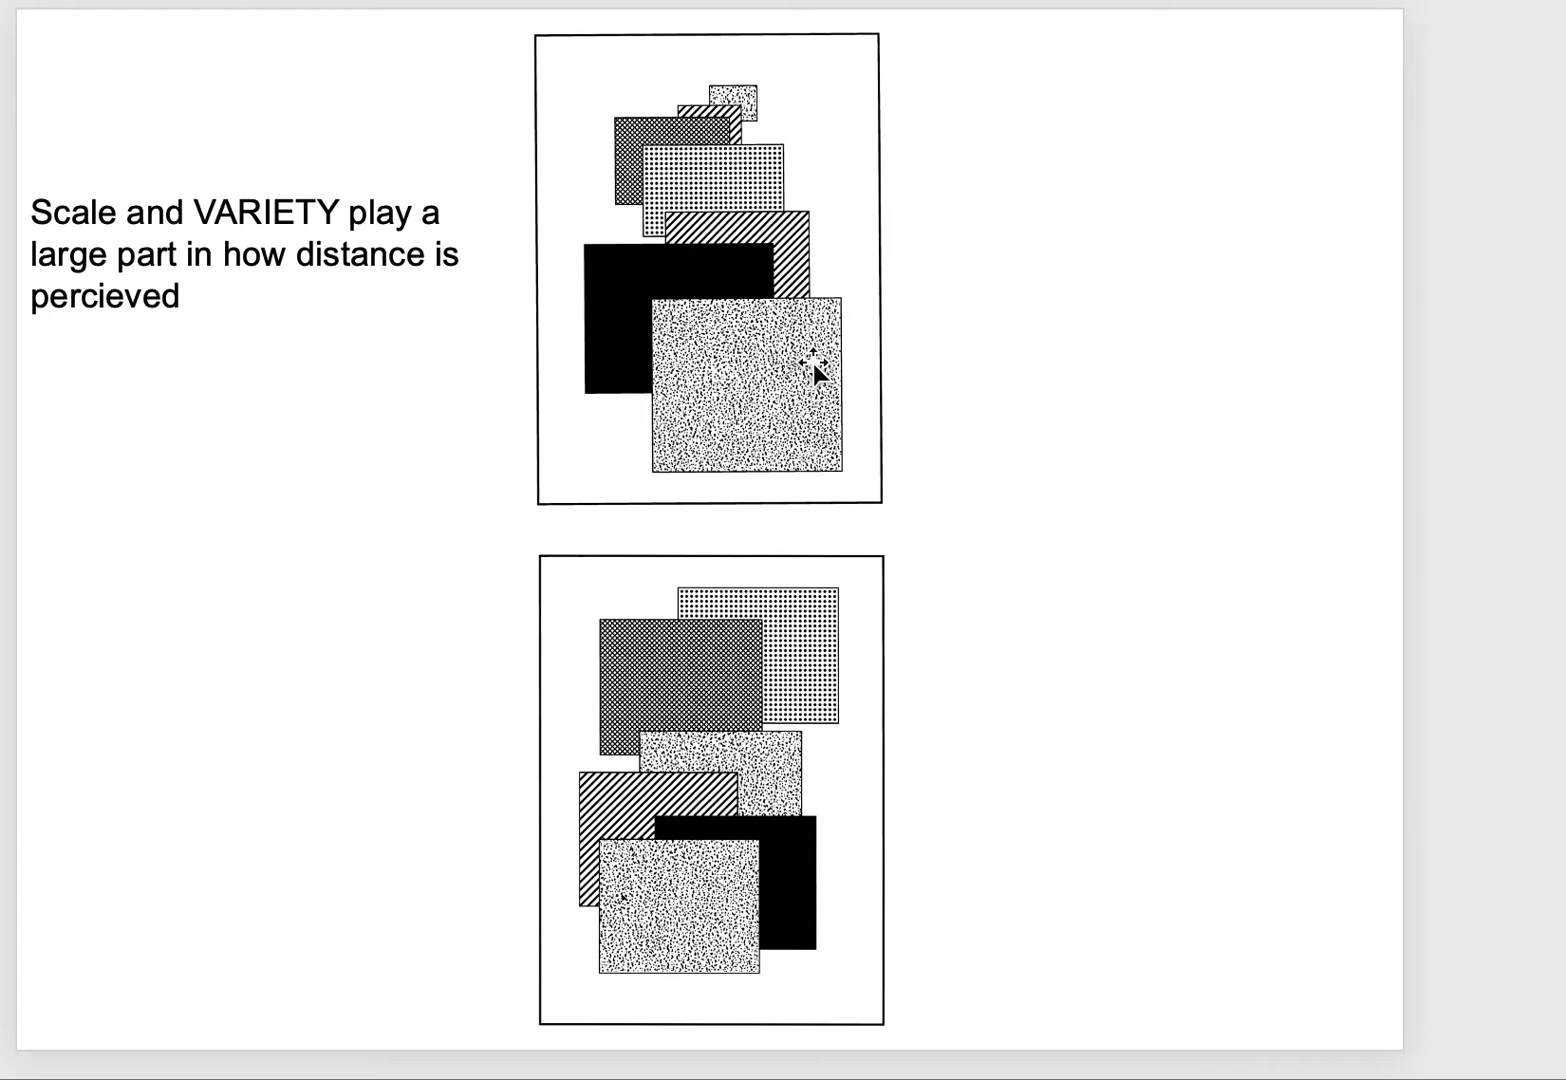 Scale and VARIETY play a
large part in how distance is
percieved